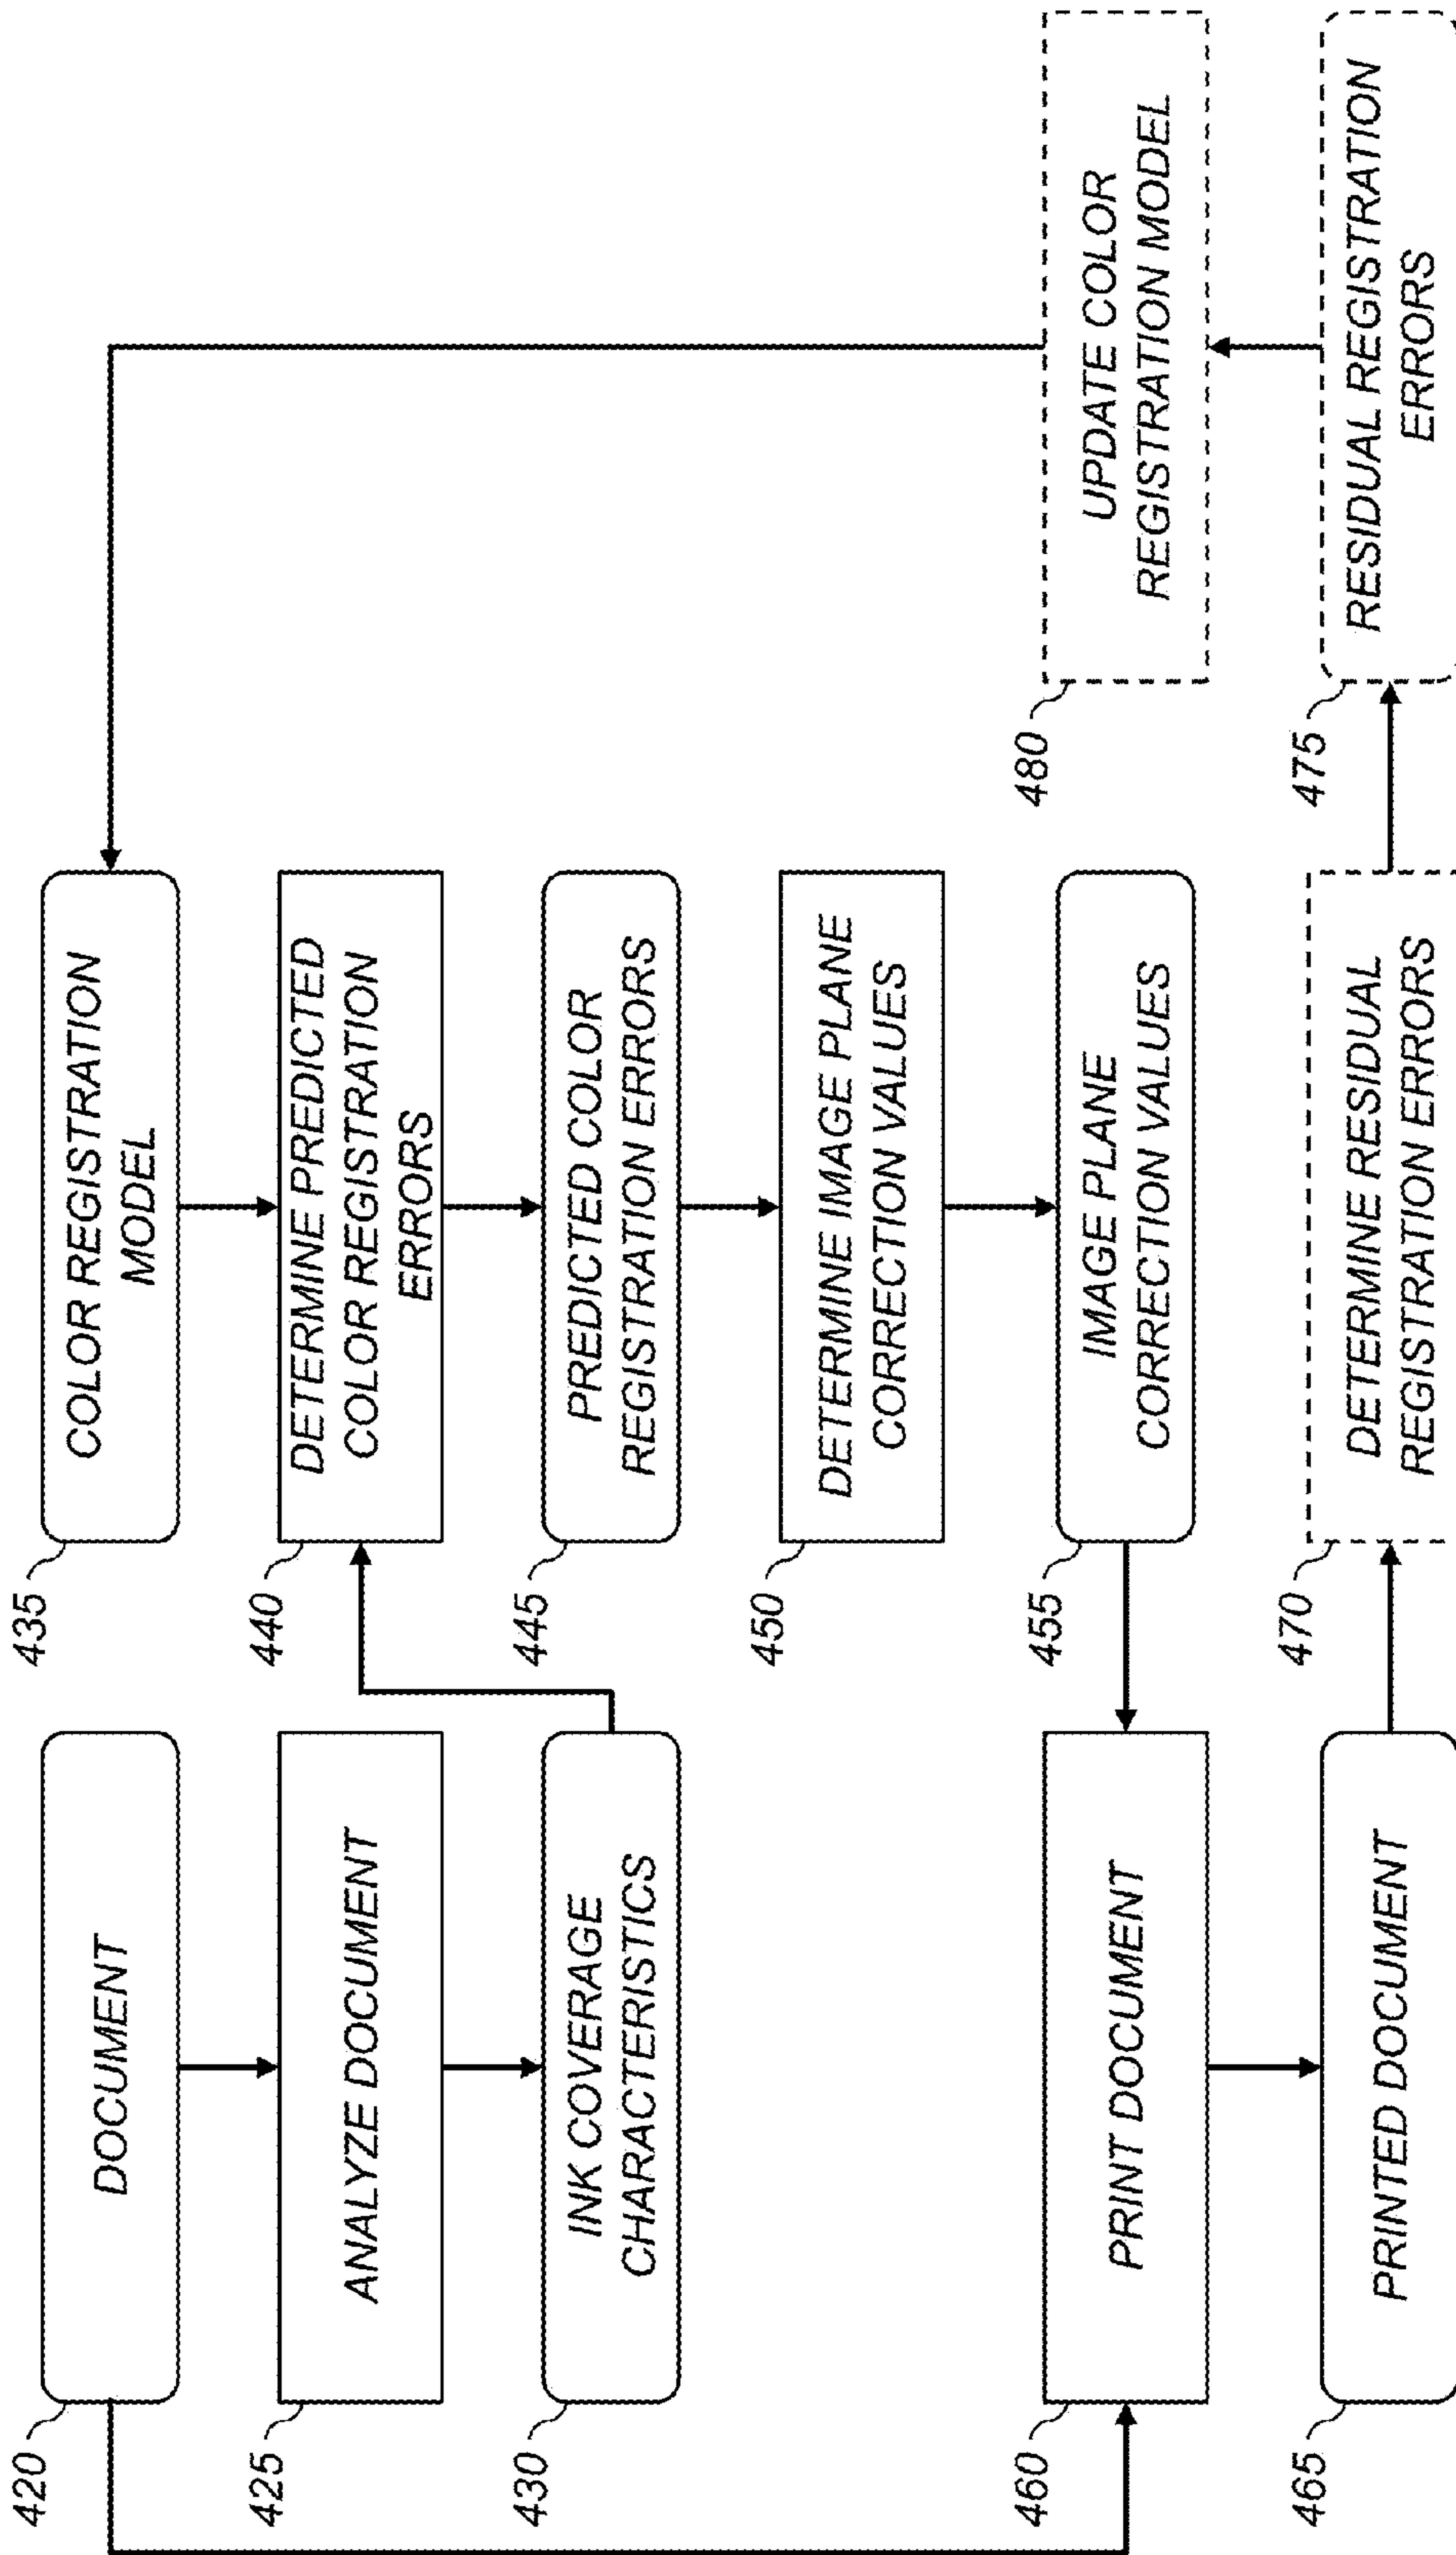 420
DOCUMENT
425
ANALYZE DOCUMENT
430
INK COVERAGE
CHARACTERISTICS
435
COLOR REGISTRATION
MODEL
440
DETERMINE PREDICTED
COLOR REGISTRATION
ERRORS
445
PREDICTED COLOR
REGISTRATION ERRORS
450
DETERMINE IMAGE PLANE
CORRECTION VALUES
455
IMAGE PLANE
CORRECTION VALUES
460
PRINT DOCUMENT
465
PRINTED DOCUMENT
470
DETERMINE RESIDUAL
REGISTRATION ERRORS
475
RESIDUAL REGISTRATION
ERRORS
480
UPDATE COLOR
REGISTRATION MODEL